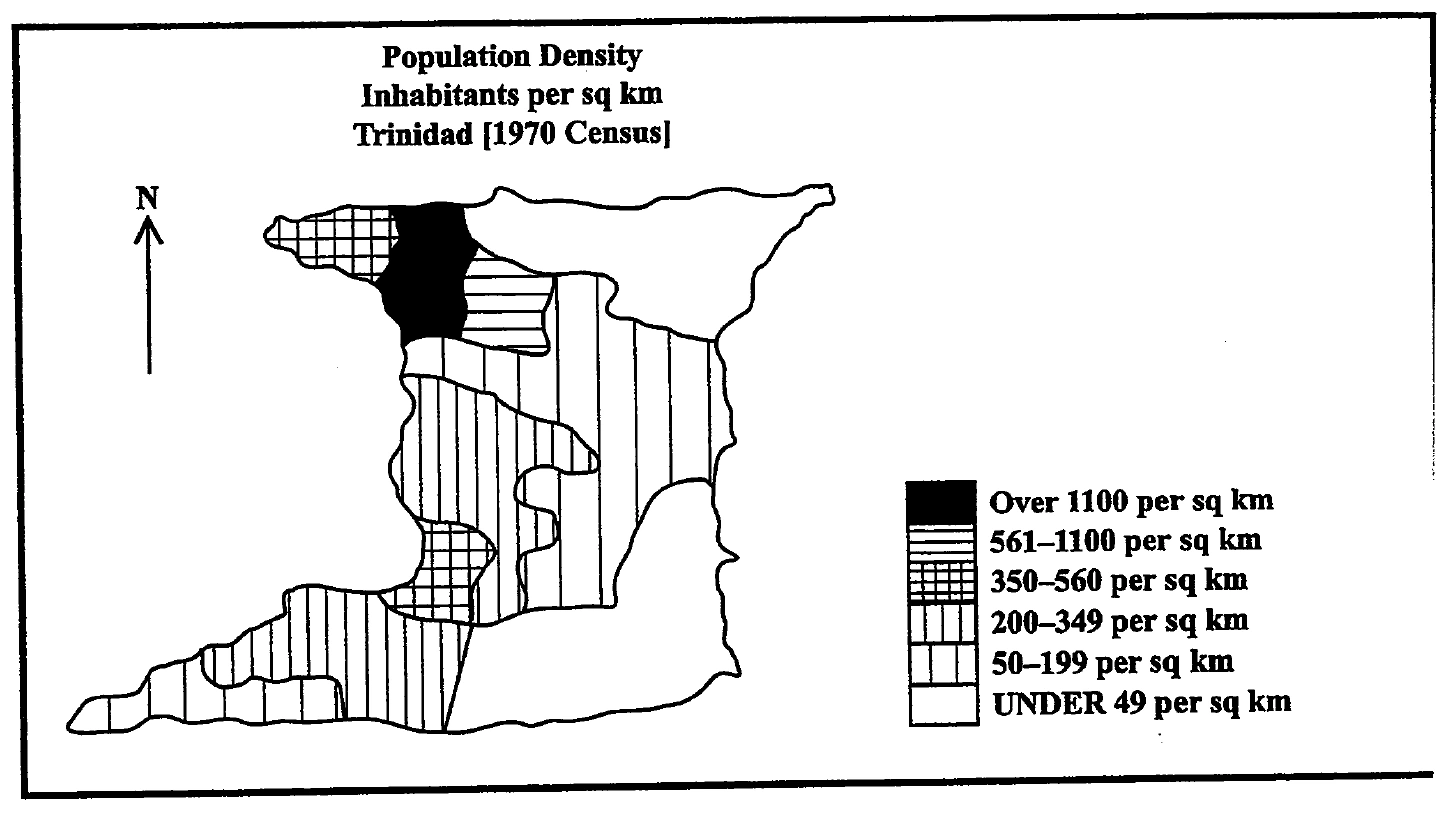 Population Density
Inhabitants per sq km
Trinidad [1970 Census]
N
Over 1100 per sq km
561–1100 per sq km
350–560 per sq km
200–349 per sq km
50–199 per sq km
UNDER 49 per sq km